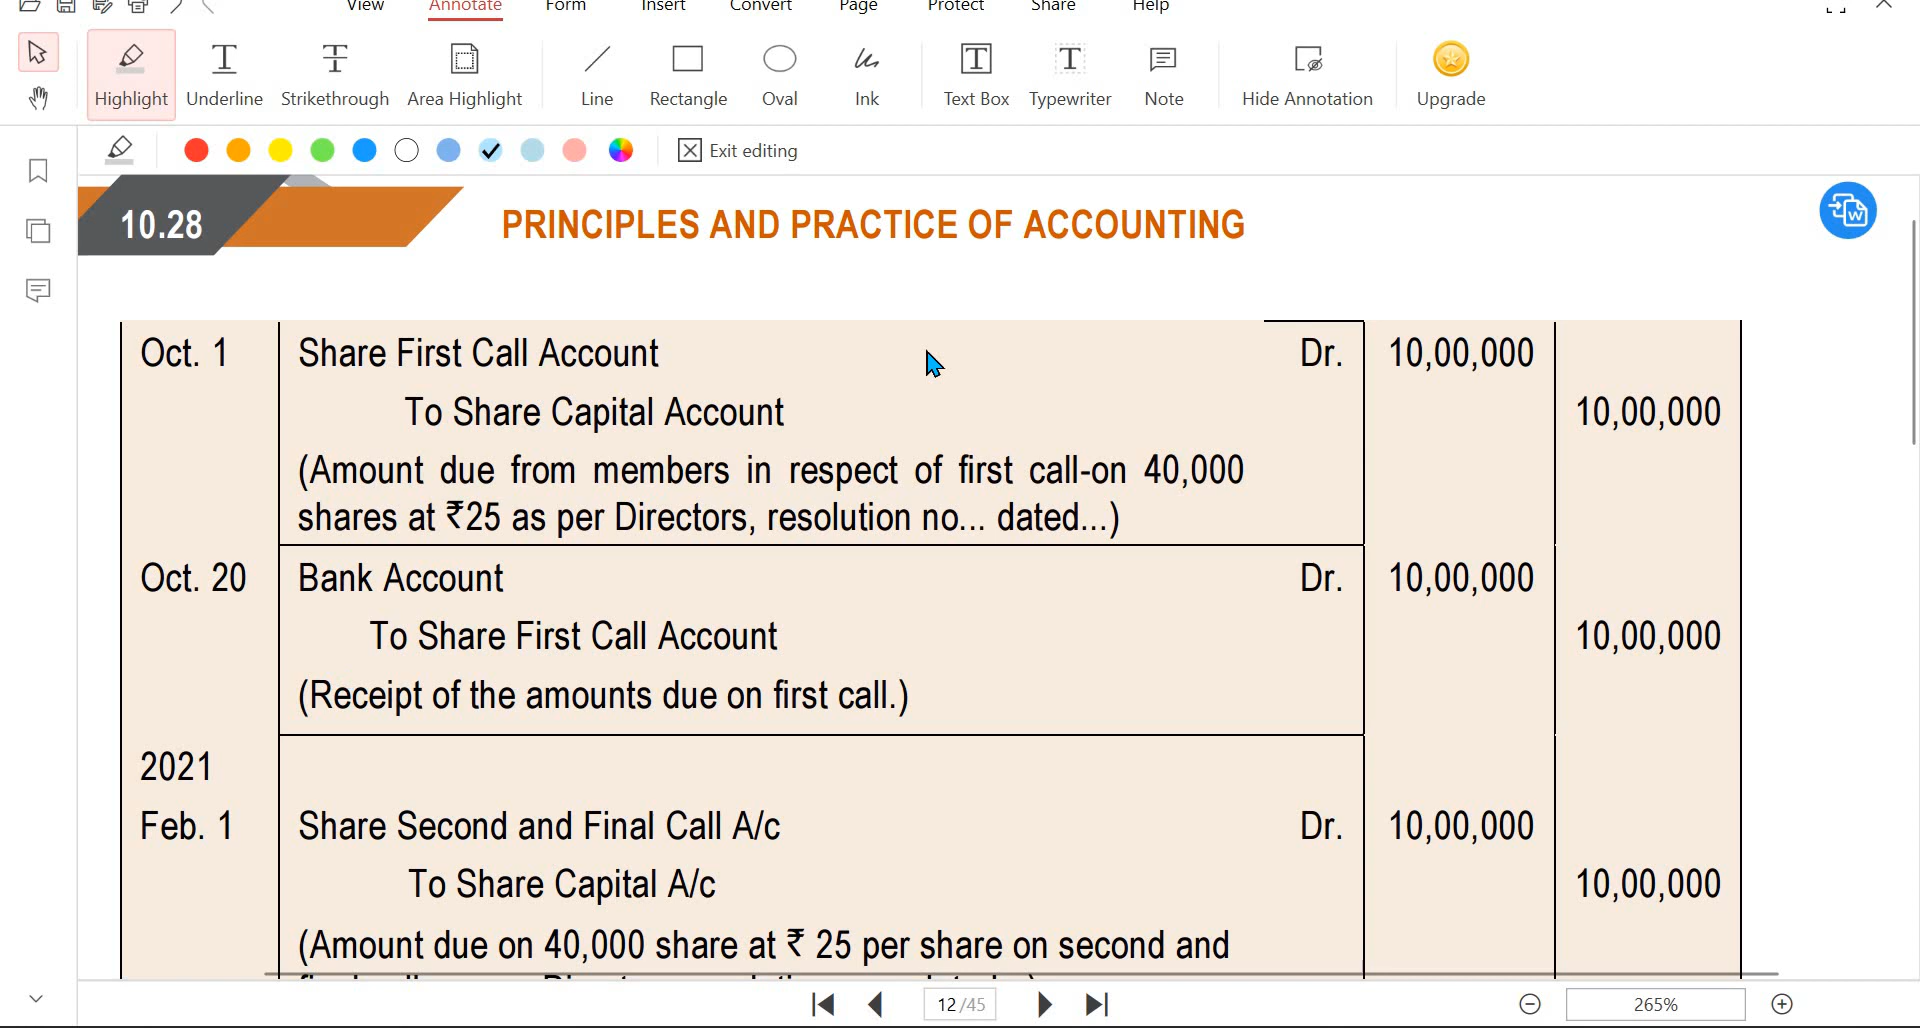 View Annotate Form Insert Convert Page Protect Share Help
Highlight Underline Strikethrough Area Highlight Line Rectangle Oval Ink Text Box Typewriter Note Hide Annotation Upgrade
Exit editing
10.28 PRINCIPLES AND PRACTICE OF ACCOUNTING
Oct. 1 Share First Call Account Dr. 10,00,000
To Share Capital Account 10,00,000
(Amount due from members in respect of first call-on 40,000
shares at ₹25 as per Directors, resolution no... dated...)
Oct. 20 Bank Account Dr. 10,00,000
To Share First Call Account 10,00,000
(Receipt of the amounts due on first call.)
2021
Feb. 1 Share Second and Final Call A/c Dr. 10,00,000
To Share Capital A/c 10,00,000
(Amount due on 40,000 share at ₹ 25 per share on second and
12 /45 265%